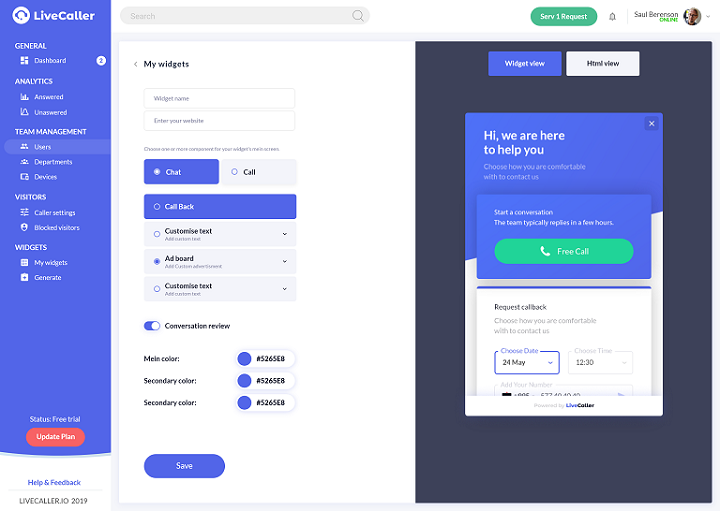 LiveCaller
Search
Serv 1 Request
Saul Berenson
ONLINE
GENERAL
Dashboard
2
ANALYTICS
Answered
Unaswered
TEAM MANAGEMENT
Users
Departments
Devices
VISITORS
Caller settings
Blocked visitors
WIDGETS
My widgets
Generate
Status: Free trial
Update Plan
Help & Feedback
LIVECALLER.IO 2019
My widgets
Widget name
Enter your website
Choose one or more component for your widget's main screen.
Chat
Call
Call Back
Customise text
Add custom text
Ad board
Add Custom advertisment
Customise text
Add custom text
Conversation review
Mein color:
#5265E8
Secondary color:
#5265E8
Secondary color:
#5265E8
Save
Widget view
Html view
Hi, we are here
to help you
Choose how you are comfortable
with to contact us
Start a conversation
The team typically replies in a few hours.
Free Call
Request callback
Choose how you are comfortable
with to contact us
Choose Date
24 May
Choose Time
12:30
Add Your Number
Powered by LiveCaller